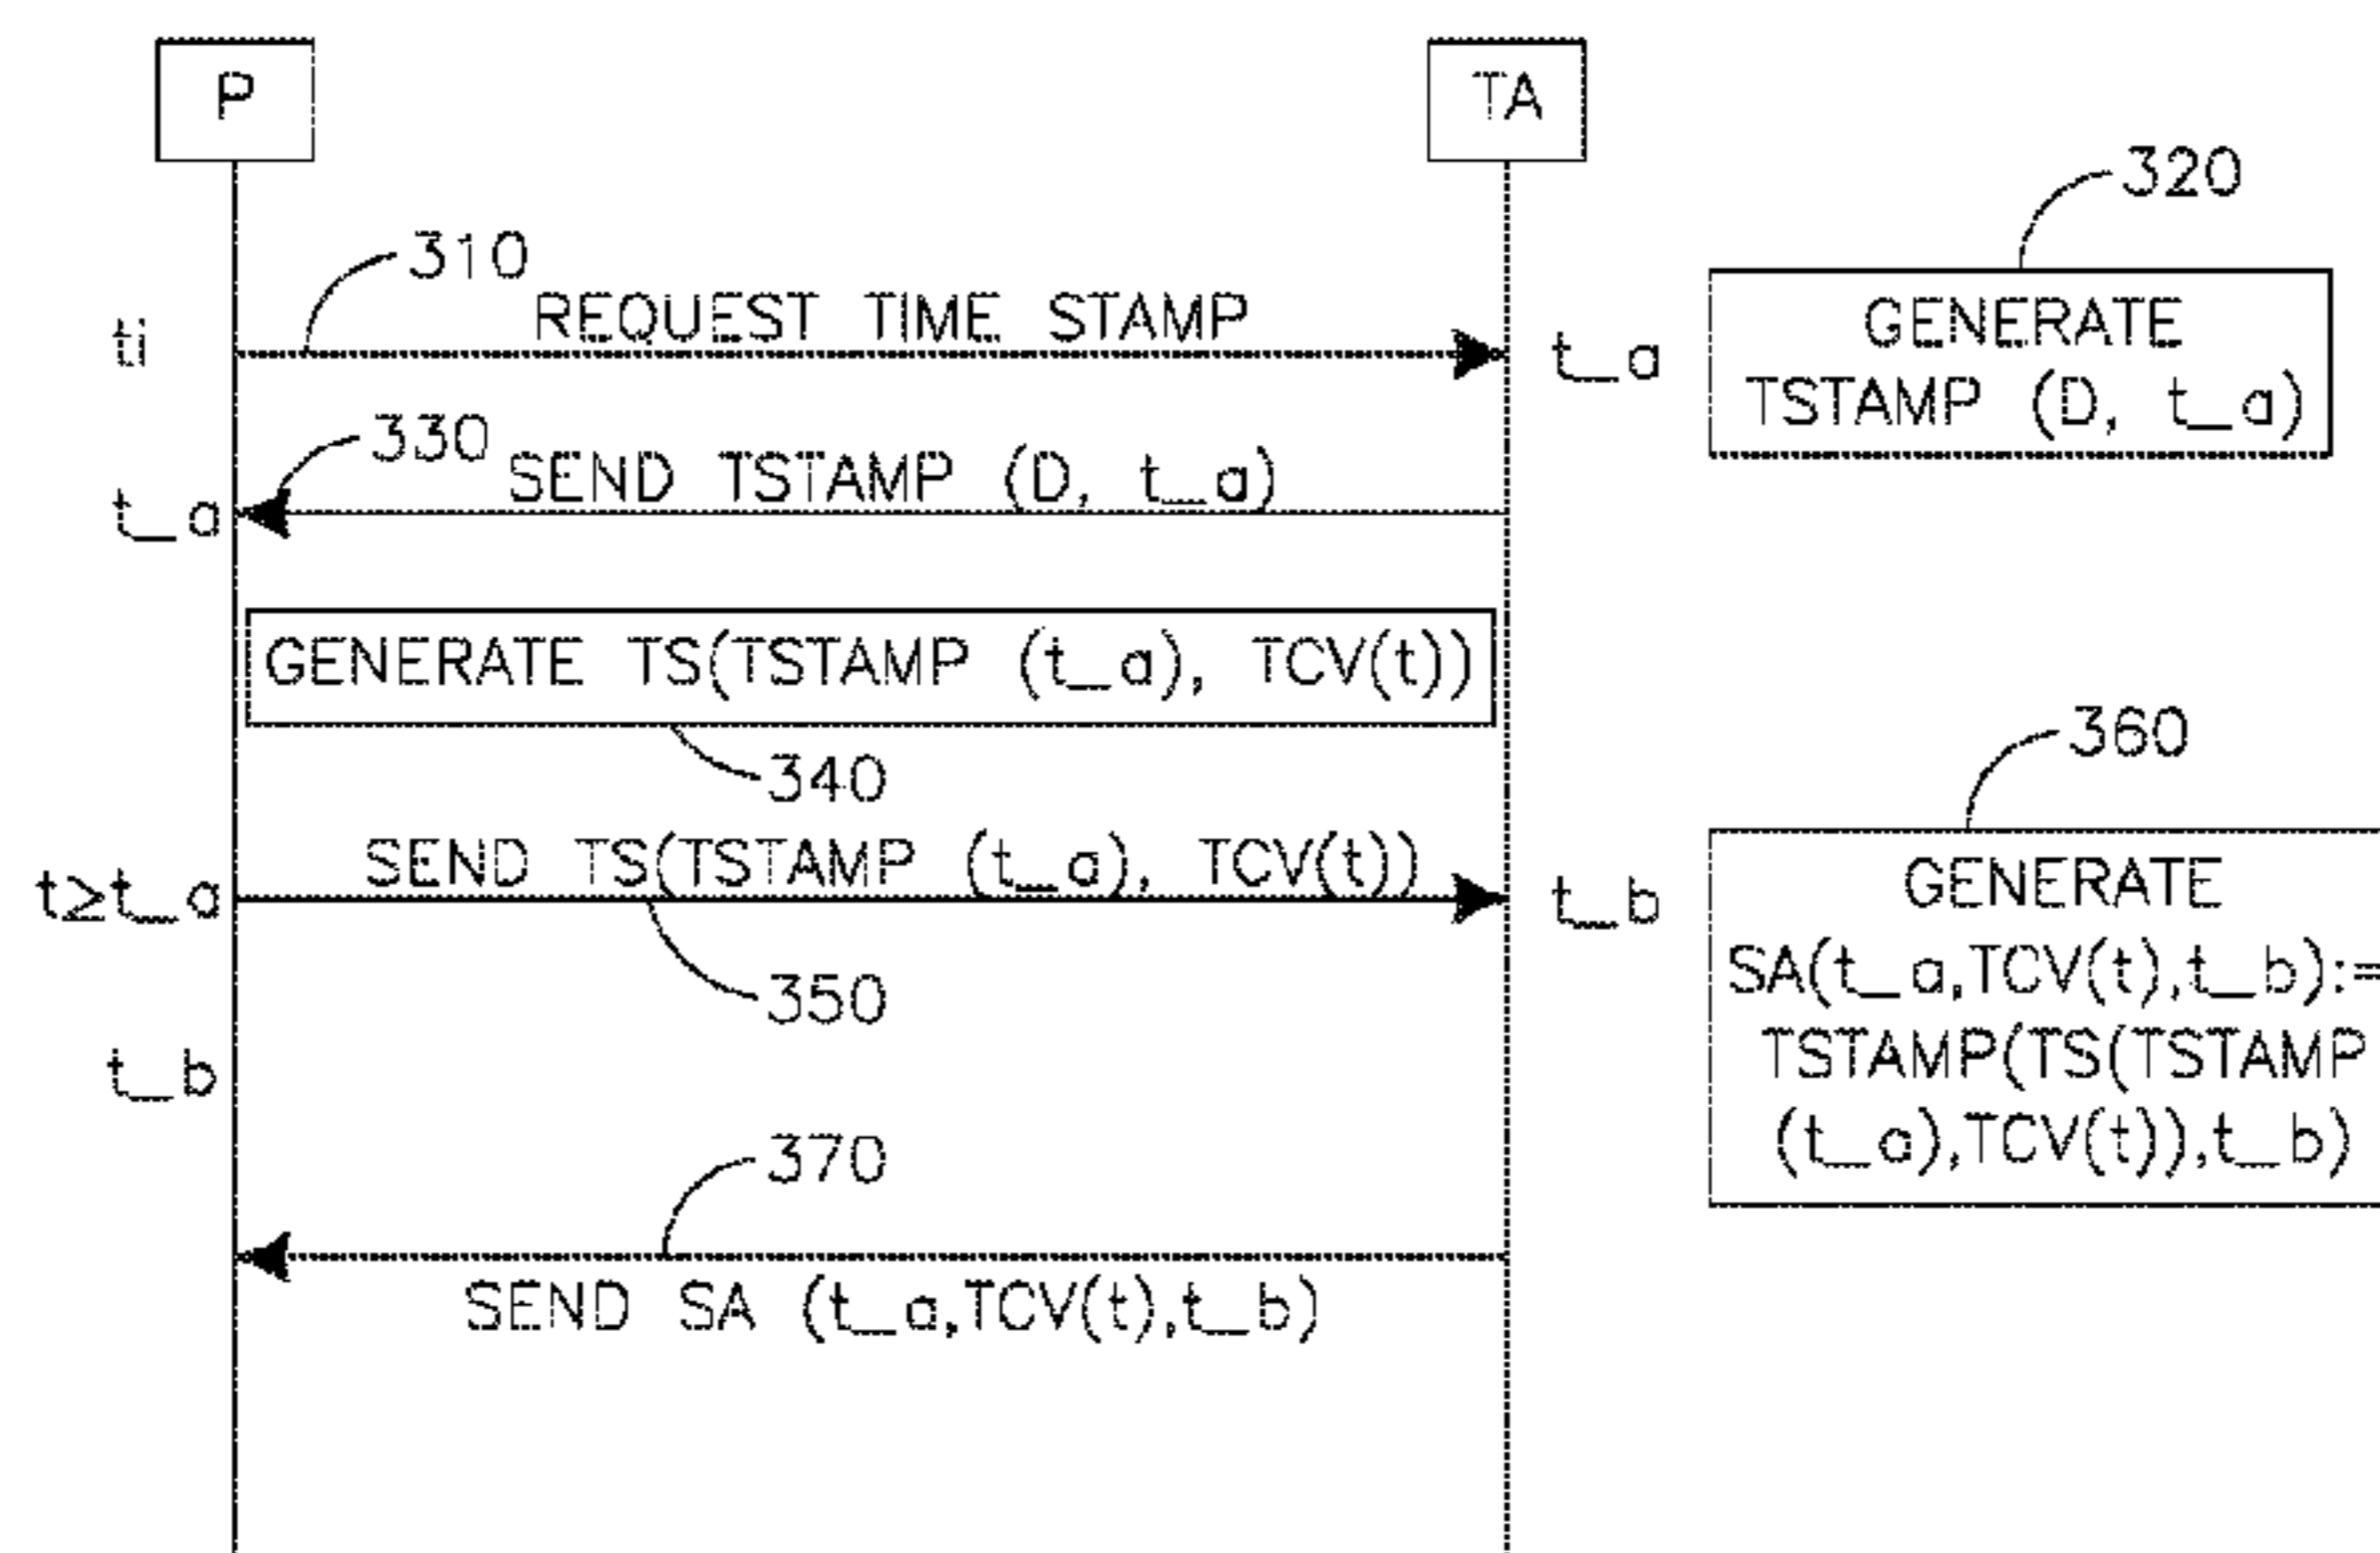 P
TA
320
310
REQUEST TIME STAMP
ti
t_a
GENERATE
TSTAMP (D, t_a)
330
SEND TSTAMP (D, t_a)
t_a
GENERATE TS(TSTAMP (t_a), TCV(t))
340
360
SEND TS(TSTAMP (t_a), TCV(t))
t≥t_a
t_b
350
GENERATE
SA(t_a,TCV(t),t_b):=
TSTAMP(TS(TSTAMP
(t_a),TCV(t)),t_b)
t_b
370
SEND SA (t_a,TCV(t),t_b)